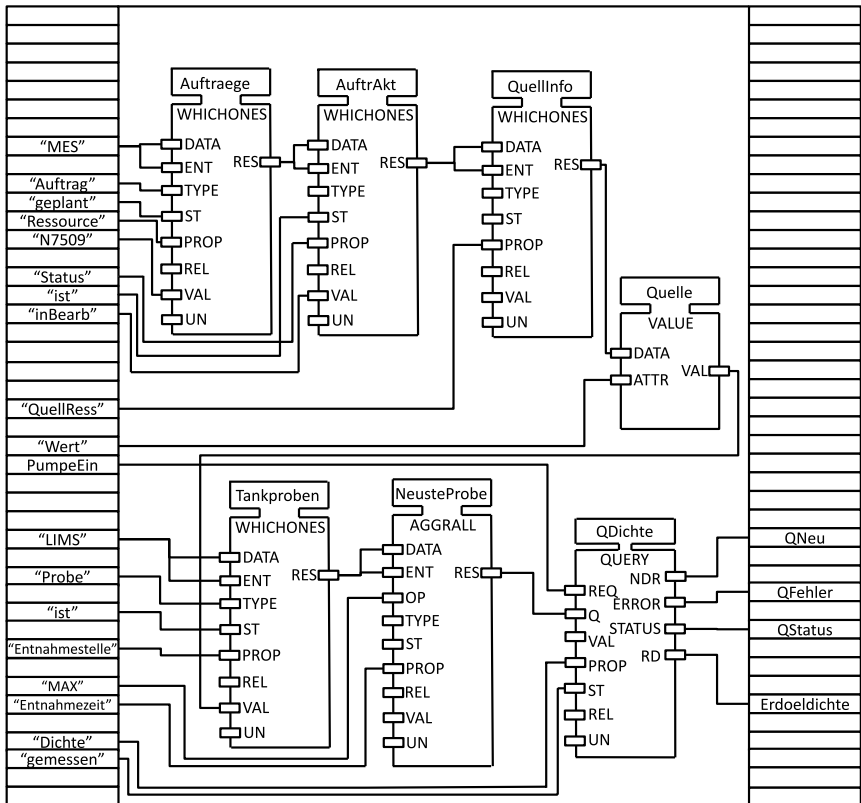 Auftraege
WHICHONES
DATA
ENT
TYPE
ST
PROP
REL
VAL
UN
RES
AuftrAkt
WHICHONES
DATA
ENT
TYPE
ST
PROP
REL
VAL
UN
RES
QuellInfo
WHICHONES
DATA
ENT
TYPE
ST
PROP
REL
VAL
UN
RES
Quelle
VALUE
DATA
ATTR
VAL
“MES”
“Auftrag”
“geplant”
“Ressource”
“N7509”
“Status”
“ist”
“inBearb”
“QuellRess”
“Wert”
PumpeEin
“LIMS”
“Probe”
“ist”
“Entnahmestelle”
“MAX”
“Entnahmezeit”
“Dichte”
“gemessen”
Tankproben
WHICHONES
DATA
ENT
TYPE
ST
PROP
REL
VAL
UN
RES
NeusteProbe
AGGRALL
DATA
ENT
OP
TYPE
ST
PROP
REL
VAL
UN
RES
QDichte
QUERY
REQ
Q
VAL
PROP
ST
REL
UN
NDR
ERROR
STATUS
RD
QNeu
QFehler
QStatus
Erdoeldichte